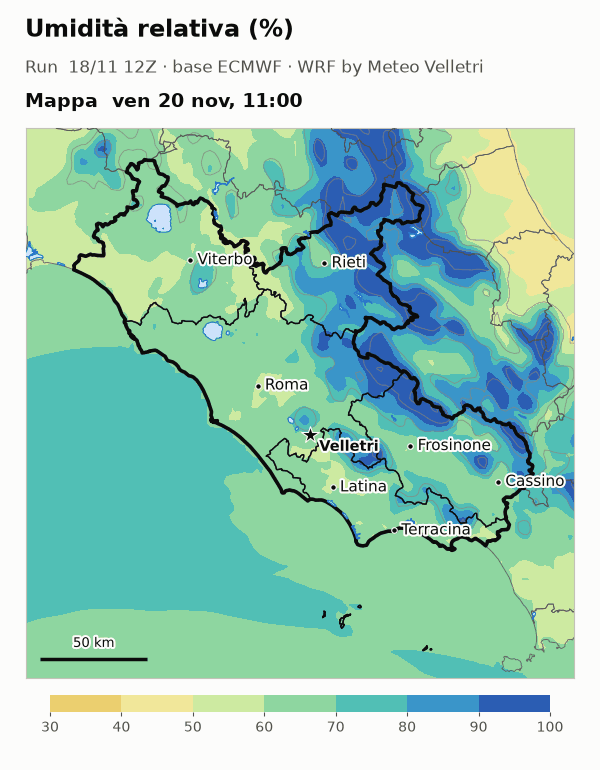 Umidità relativa (%)
Run  18/11 12Z · base ECMWF · WRF by Meteo Velletri
Mappa  ven 20 nov, 11:00
Viterbo
Rieti
Roma
Velletri
Frosinone
Cassino
Latina
Terracina
50 km
30 40 50 60 70 80 90 100